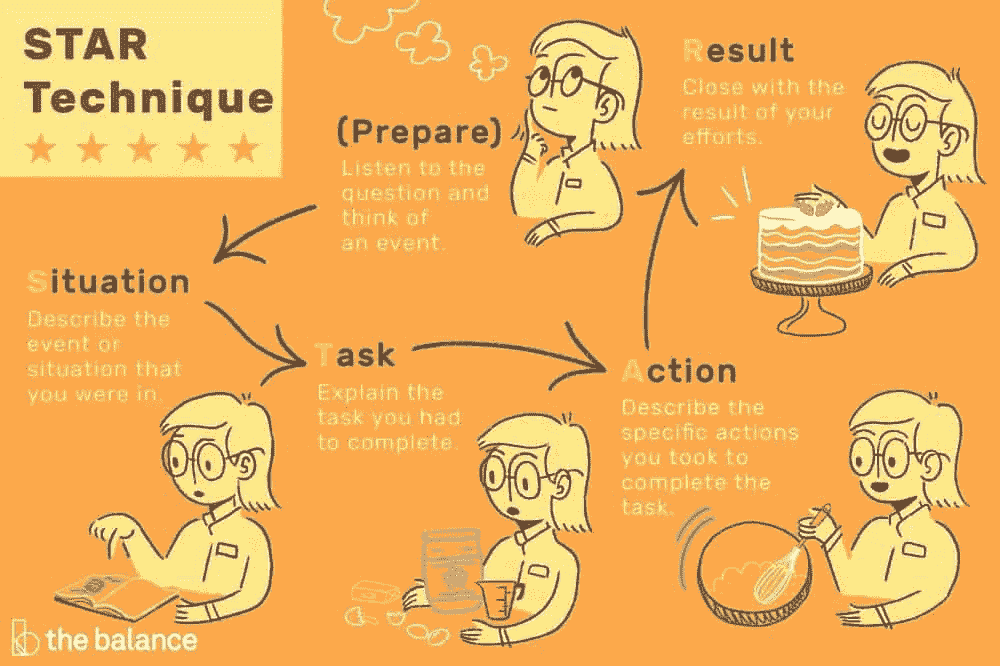 STAR
Technique
(Prepare)
Listen to the
question and
think of
an event.
Situation
Describe the
event or
situation that
you were in.
Task
Explain the
task you had
to complete.
Action
Describe the
specific actions
you took to
complete the
task.
Result
Close with the
result of your
efforts.
the balance